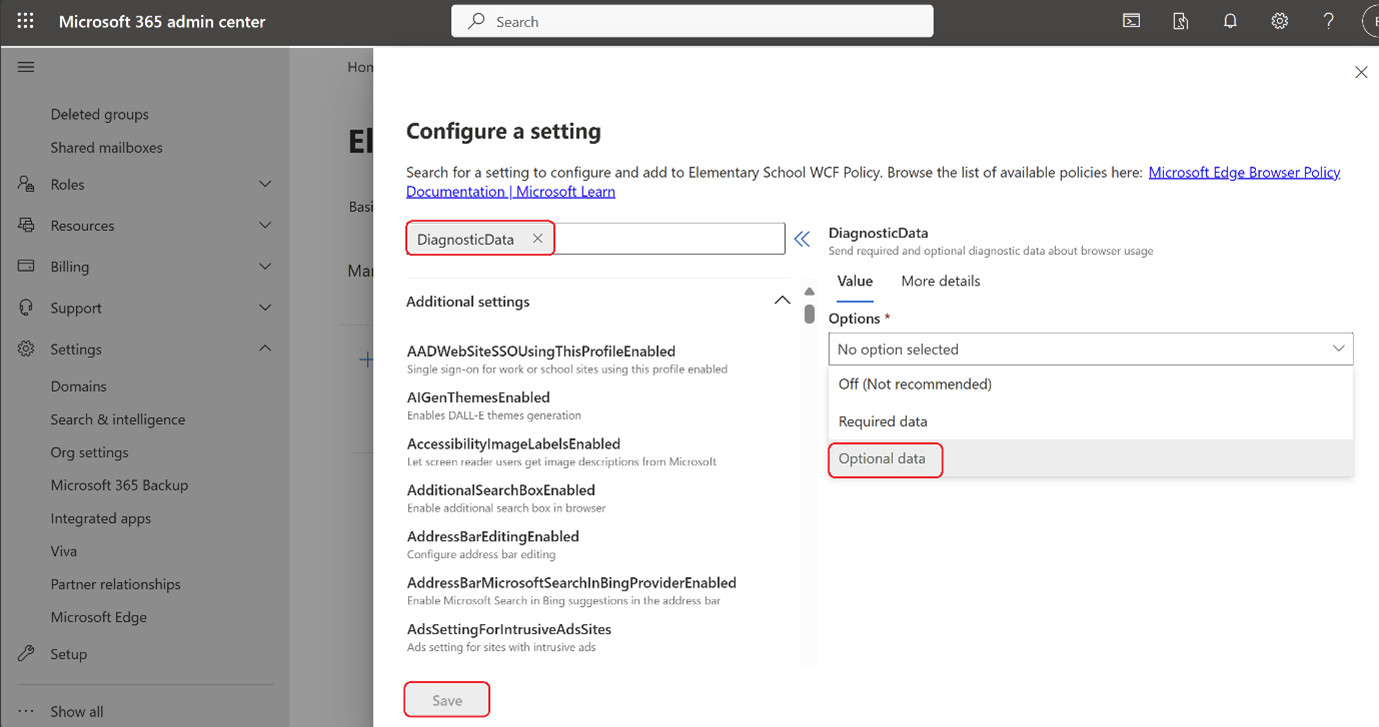 Microsoft 365 admin center
Search
?
Deleted groups
Shared mailboxes
Roles
Resources
Billing
Support
Settings
Domains
Search & intelligence
Org settings
Microsoft 365 Backup
Integrated apps
Viva
Partner relationships
Microsoft Edge
Setup
Show all
Configure a setting
Search for a setting to configure and add to Elementary School WCF Policy. Browse the list of available policies here: Microsoft Edge Browser Policy
Documentation | Microsoft Learn
DiagnosticData
Additional settings
AADWebSiteSSOUsingThisProfileEnabled
Single sign-on for work or school sites using this profile enabled
AIGenThemesEnabled
Enables DALL-E themes generation
AccessibilityImageLabelsEnabled
Let screen reader users get image descriptions from Microsoft
AdditionalSearchBoxEnabled
Enable additional search box in browser
AddressBarEditingEnabled
Configure address bar editing
AddressBarMicrosoftSearchInBingProviderEnabled
Enable Microsoft Search in Bing suggestions in the address bar
AdsSettingForIntrusiveAdsSites
Ads setting for sites with intrusive ads
Save
DiagnosticData
Send required and optional diagnostic data about browser usage
Value More details
Options *
No option selected
Off (Not recommended)
Required data
Optional data